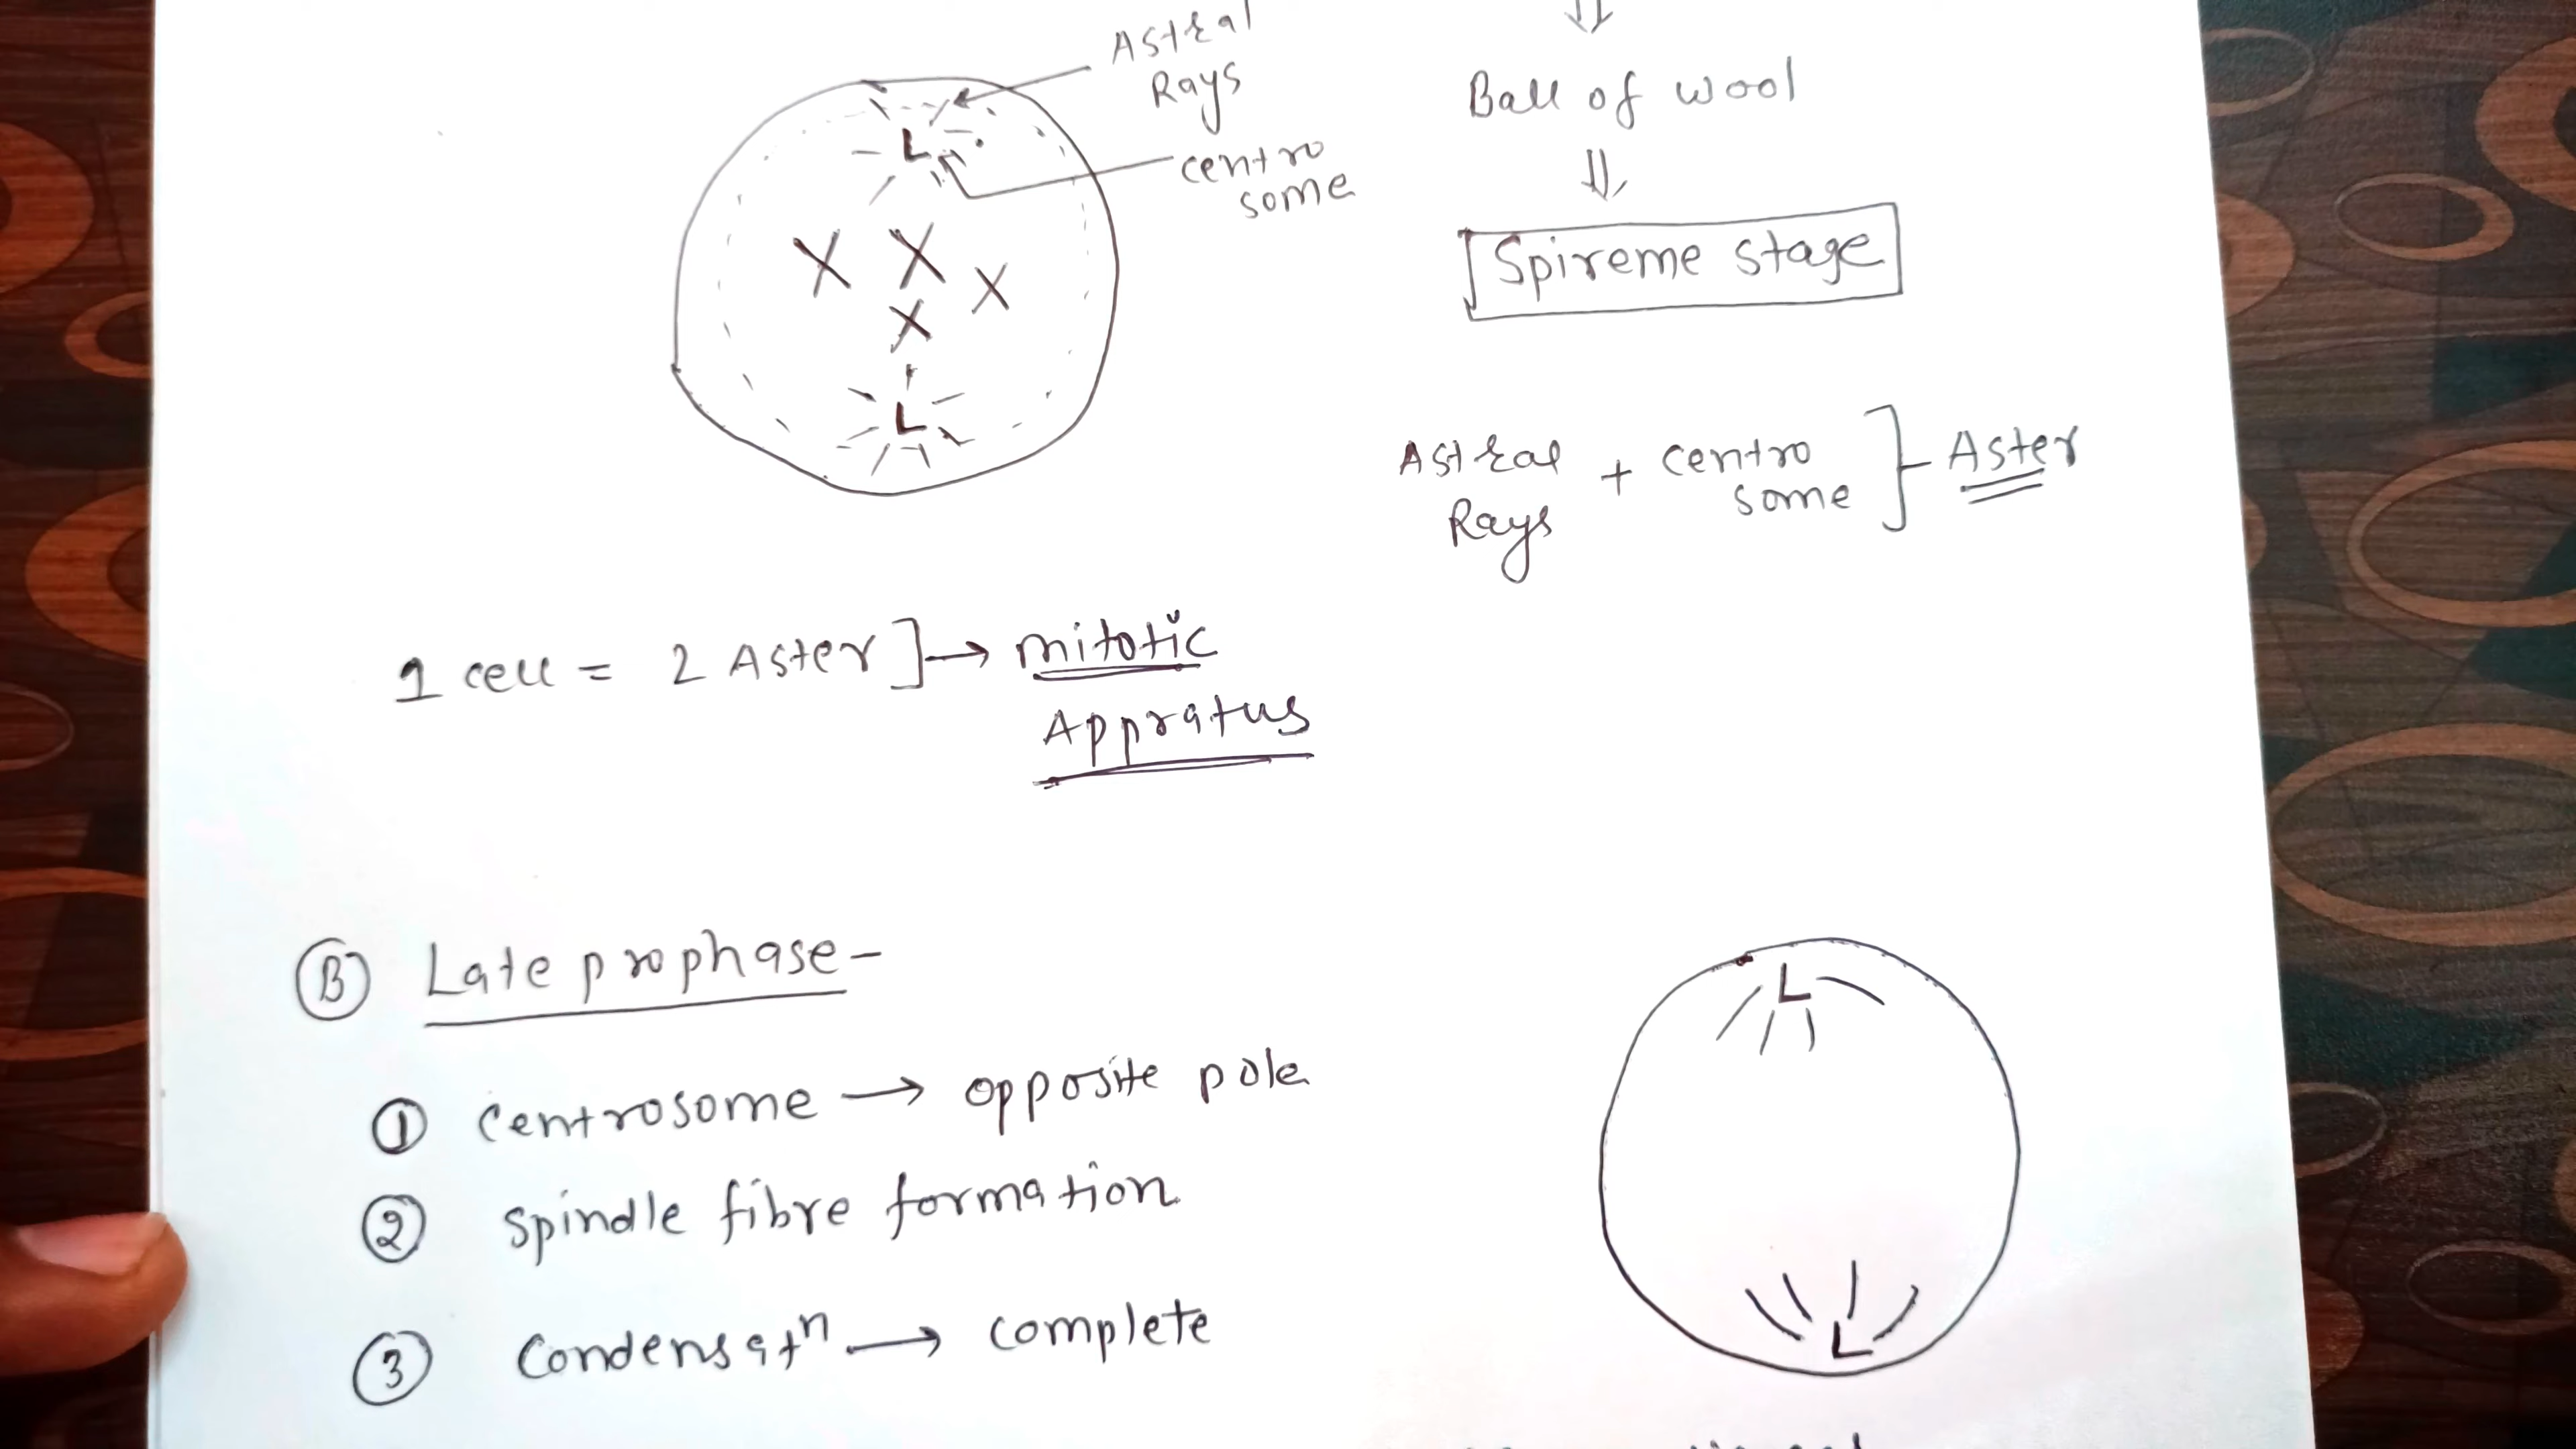 Astral
Rays
centro
some
Ball of wool
Spireme stage
Astral
Rays
+ centro
some
Aster
1 cell = 2 Aster ] → mitotic
Appratus
B Late prophase-
1 Centrosome → opposite pole
2 spindle fibre formation
3 Condensatⁿ → complete
L
L
L
L